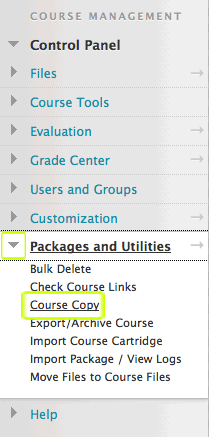 COURSE MANAGEMENT
Control Panel
Files
Course Tools
Evaluation
Grade Center
Users and Groups
Customization
Packages and Utilities
Bulk Delete
Check Course Links
Course Copy
Export/Archive Course
Import Course Cartridge
Import Package / View Logs
Move Files to Course Files
Help